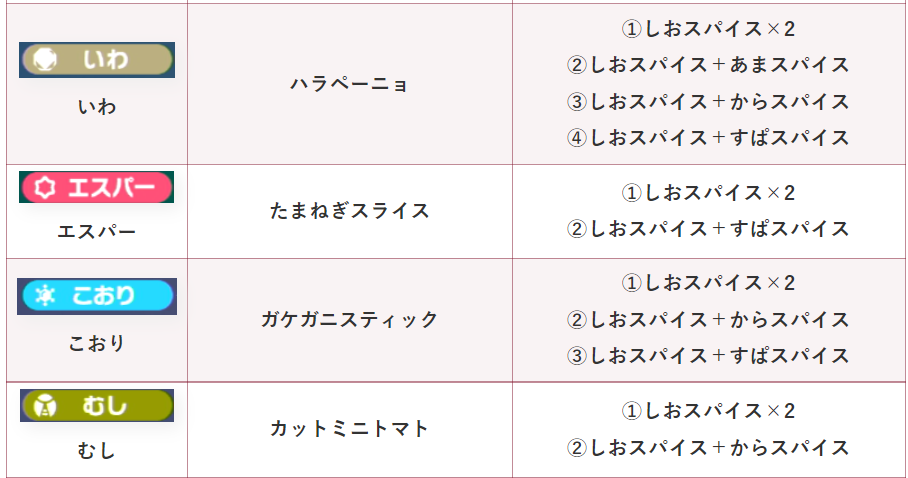 いわ
いわ
ハラペーニョ
①しおスパイス×2
②しおスパイス＋あまスパイス
③しおスパイス＋からスパイス
④しおスパイス＋すぱスパイス
エスパー
エスパー
たまねぎスライス
①しおスパイス×2
②しおスパイス＋すぱスパイス
こおり
こおり
ガケガニスティック
①しおスパイス×2
②しおスパイス＋からスパイス
③しおスパイス＋すぱスパイス
むし
むし
カットミニトマト
①しおスパイス×2
②しおスパイス＋からスパイス